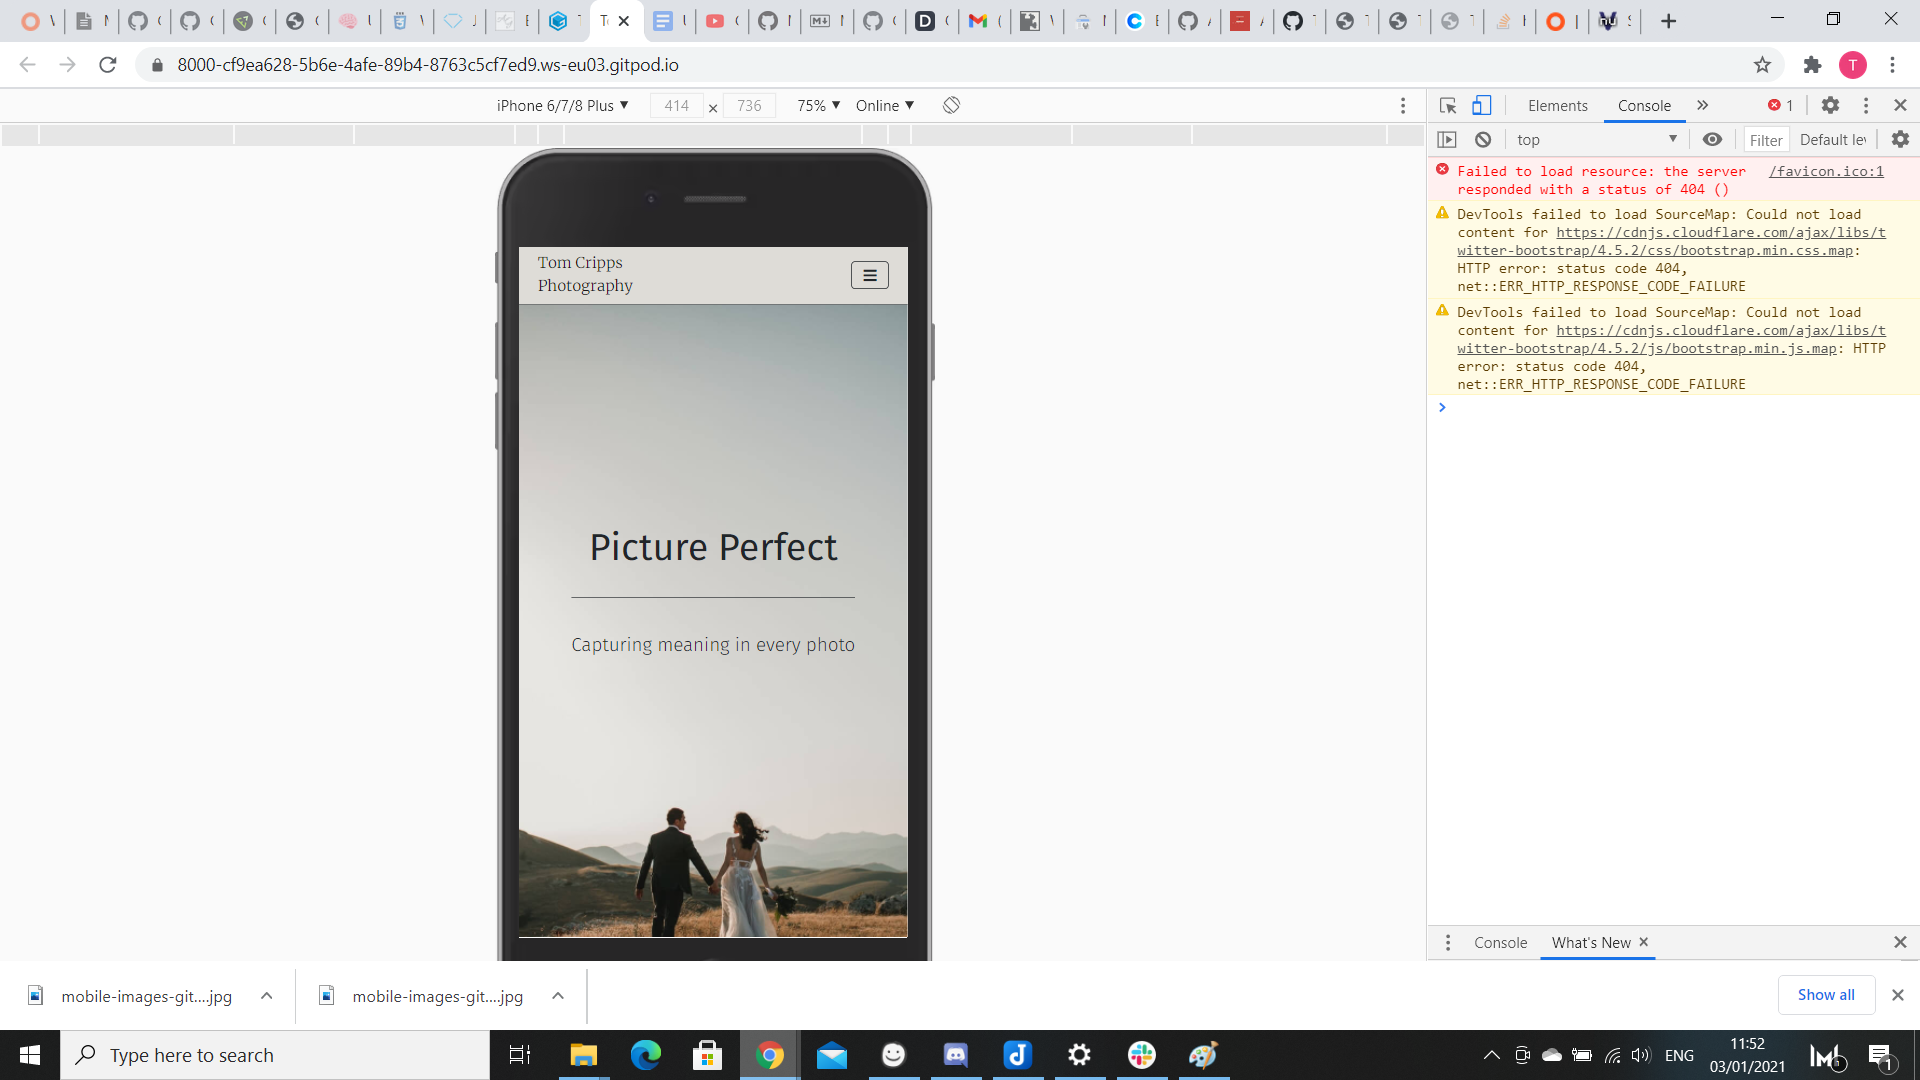 8000-cf9ea628-5b6e-4afe-89b4-8763c5cf7ed9.ws-eu03.gitpod.io
T
iPhone 6/7/8 Plus 414 × 736 75% Online
Elements Console 1
top Filter Default lev
Failed to load resource: the server /favicon.ico:1
responded with a status of 404 ()
DevTools failed to load SourceMap: Could not load
content for https://cdnjs.cloudflare.com/ajax/libs/t
witter-bootstrap/4.5.2/css/bootstrap.min.css.map:
HTTP error: status code 404,
net::ERR_HTTP_RESPONSE_CODE_FAILURE
DevTools failed to load SourceMap: Could not load
content for https://cdnjs.cloudflare.com/ajax/libs/t
witter-bootstrap/4.5.2/js/bootstrap.min.js.map: HTTP
error: status code 404,
net::ERR_HTTP_RESPONSE_CODE_FAILURE
Tom Cripps
Photography
Picture Perfect
Capturing meaning in every photo
Console What's New
mobile-images-git....jpg
mobile-images-git....jpg
Show all
Type here to search
ENG
11:52
03/01/2021
1